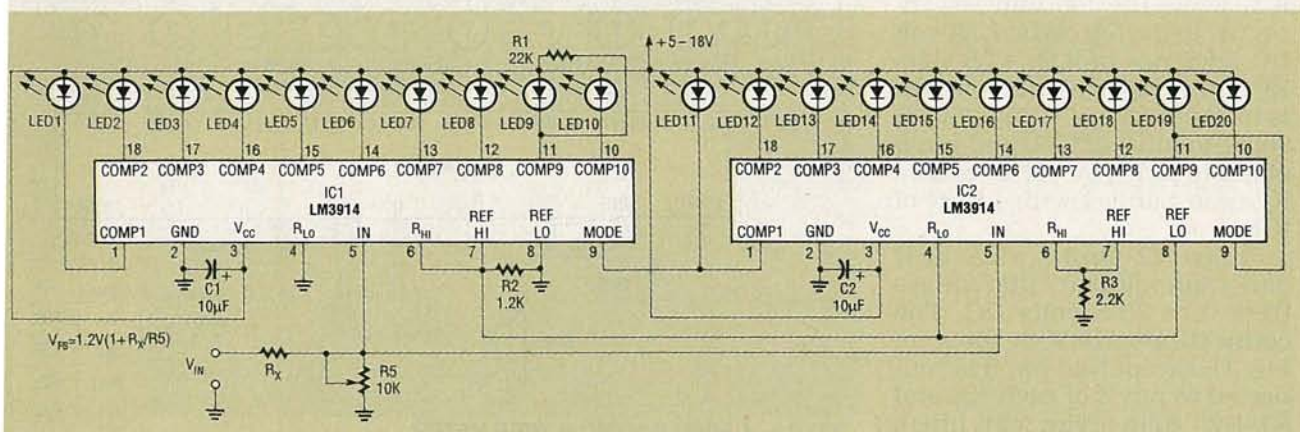 R1
22K
+5–18V
LED1 LED2 LED3 LED4 LED5 LED6 LED7 LED8 LED9 LED10 LED11 LED12 LED13 LED14 LED15 LED16 LED17 LED18 LED19 LED20
18 17 16 15 14 13 12 11 10 18 17 16 15 14 13 12 11 10
COMP2 COMP3 COMP4 COMP5 COMP6 COMP7 COMP8 COMP9 COMP10 COMP2 COMP3 COMP4 COMP5 COMP6 COMP7 COMP8 COMP9 COMP10
IC1
LM3914
IC2
LM3914
COMP1 GND VCC RLO IN RHI REF HI REF LO MODE
COMP1 GND VCC RLO IN RHI REF HI REF LO MODE
1 2 3 4 5 6 7 8 9
1 2 3 4 5 6 7 8 9
C1
10µF
R2
1.2K
C2
10µF
R3
2.2K
VFS=1.2V(1+RX/R5)
VIN
RX
R5
10K